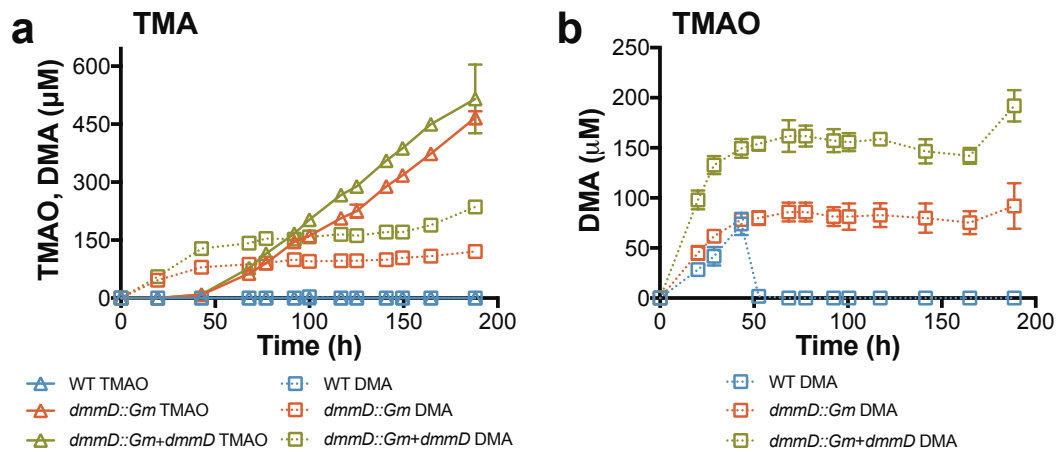 a TMA
TMAO, DMA (µM)
600
450
300
150
0
0 50 100 150 200
Time (h)
WT TMAO
WT DMA
dmmD::Gm TMAO
dmmD::Gm DMA
dmmD::Gm+dmmD TMAO
dmmD::Gm+dmmD DMA
b TMAO
DMA (µM)
250
200
150
100
50
0
0 50 100 150 200
Time (h)
WT DMA
dmmD::Gm DMA
dmmD::Gm+dmmD DMA